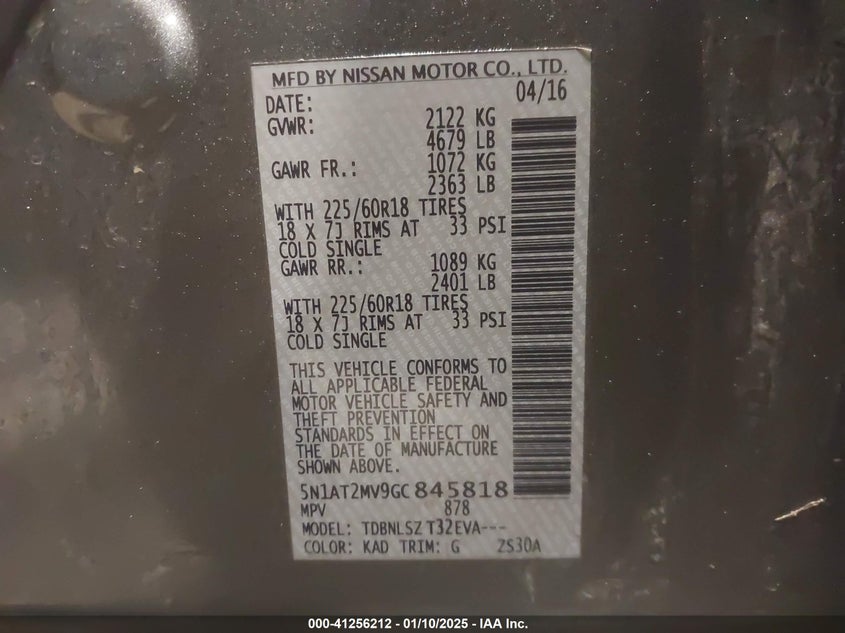 MFD BY NISSAN MOTOR CO., LTD.
DATE: 04/16
GVWR: 2122 KG
4679 LB
GAWR FR.: 1072 KG
2363 LB
WITH 225/60R18 TIRES
18 X 7J RIMS AT 33 PSI
COLD SINGLE
GAWR RR.: 1089 KG
2401 LB
WITH 225/60R18 TIRES
18 X 7J RIMS AT 33 PSI
COLD SINGLE
THIS VEHICLE CONFORMS TO
ALL APPLICABLE FEDERAL
MOTOR VEHICLE SAFETY AND
THEFT PREVENTION
STANDARDS IN EFFECT ON
THE DATE OF MANUFACTURE
SHOWN ABOVE.
5N1AT2MV9GC845818
MPV 878
MODEL: TDBNLSZ T32EVA---
COLOR: KAD TRIM: G ZS30A
000-41256212 - 01/10/2025 - IAA Inc.